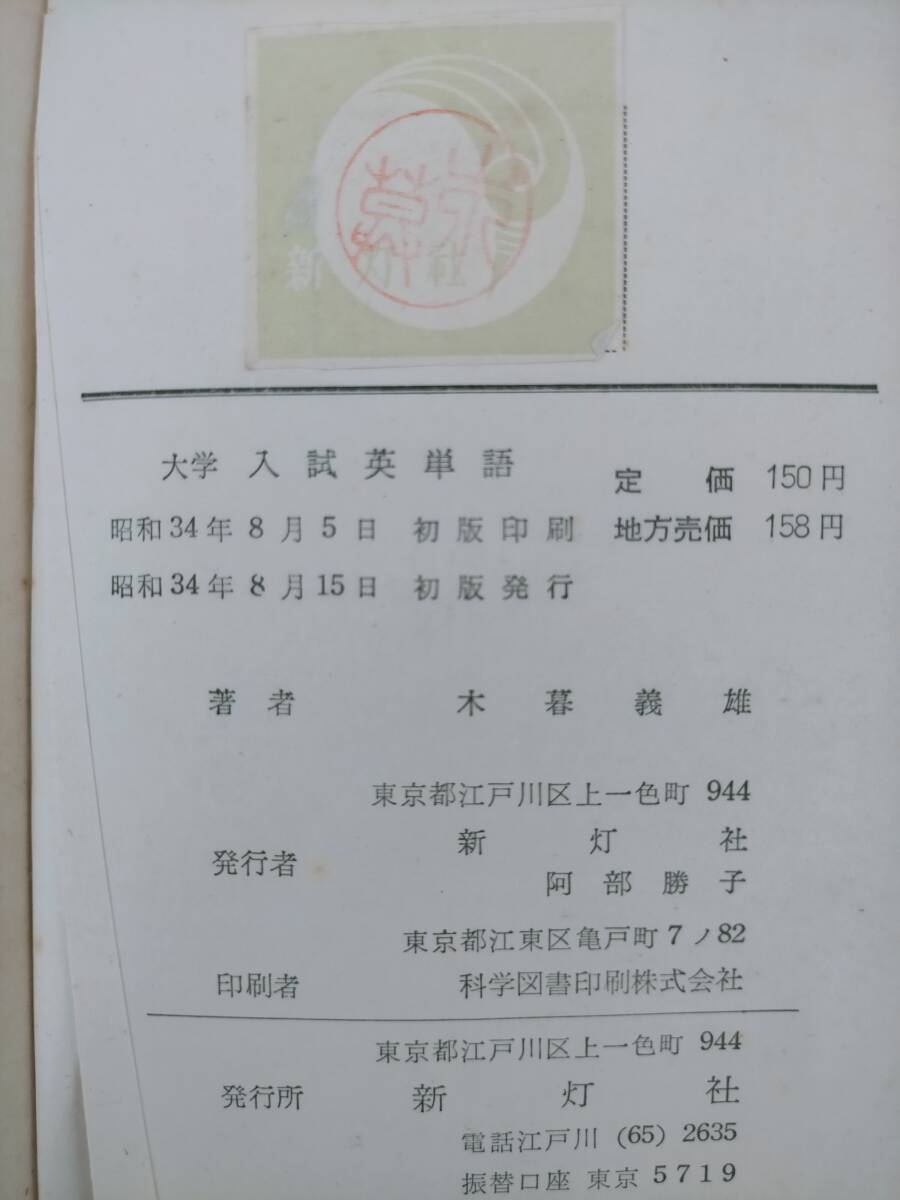 新灯社
木暮
大学 入試英単語 定価 150円
昭和34年 8月 5日 初版印刷 地方売価 158円
昭和34年 8月15日 初版発行
著者 木暮義雄
東京都江戸川区上一色町 944
発行者 新灯社
阿部勝子
東京都江東区亀戸町7ノ82
印刷者 科学図書印刷株式会社
東京都江戸川区上一色町 944
発行所 新灯社
電話江戸川 (65) 2635
振替口座 東京 5719